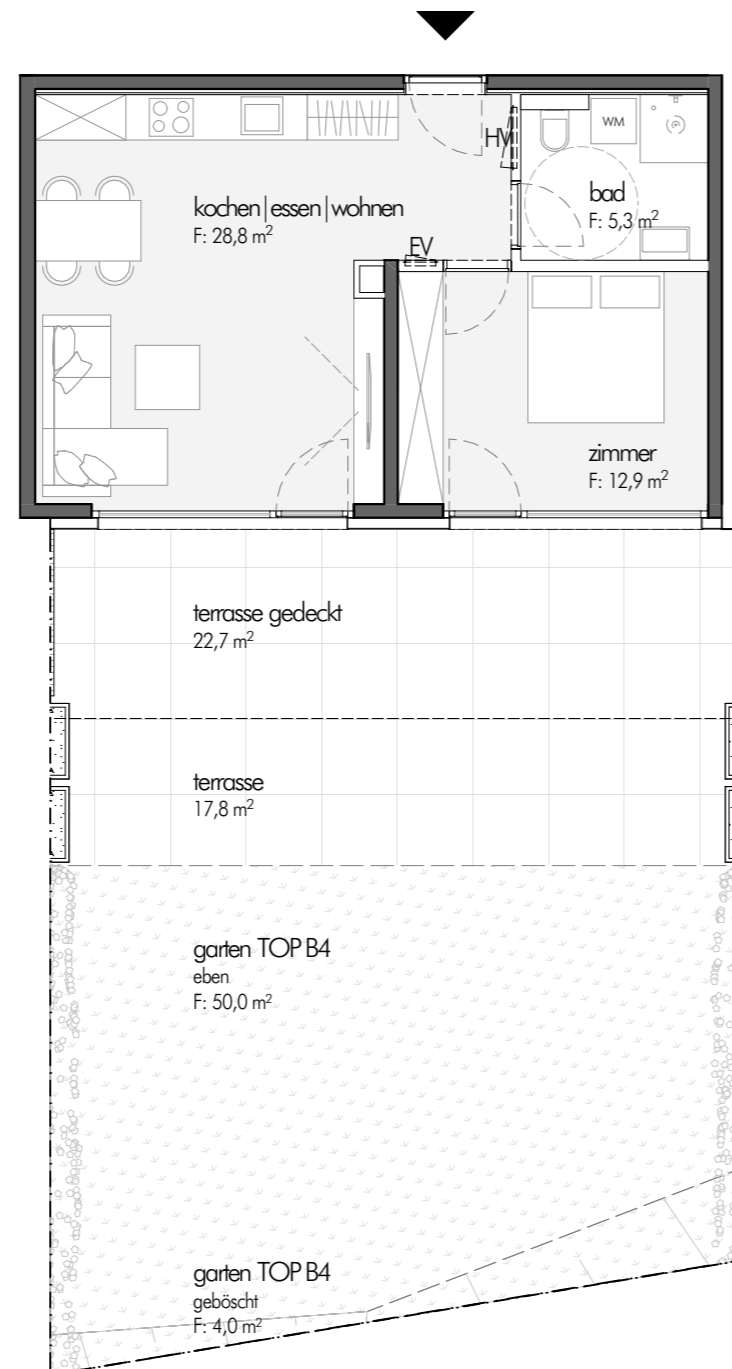 WM
HV
kochen|essen|wohnen
F: 28,8 m²
bad
F: 5,3 m²
EV
zimmer
F: 12,9 m²
terrasse gedeckt
22,7 m²
terrasse
17,8 m²
garten TOP B4
eben
F: 50,0 m²
garten TOP B4
geböscht
F: 4,0 m²